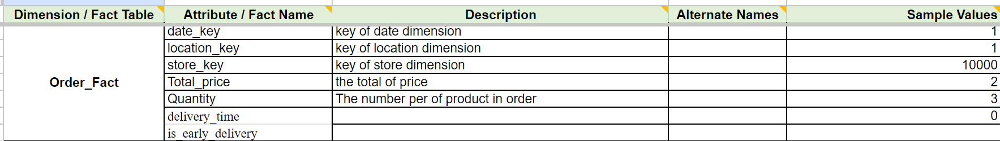 Dimension / Fact Table Attribute / Fact Name Description Alternate Names Sample Values
date_key key of date dimension 1
location_key key of location dimension 1
store_key key of store dimension 10000
Order_Fact Total_price the total of price 2
Quantity The number per of product in order 3
delivery_time 0
is_early_delivery